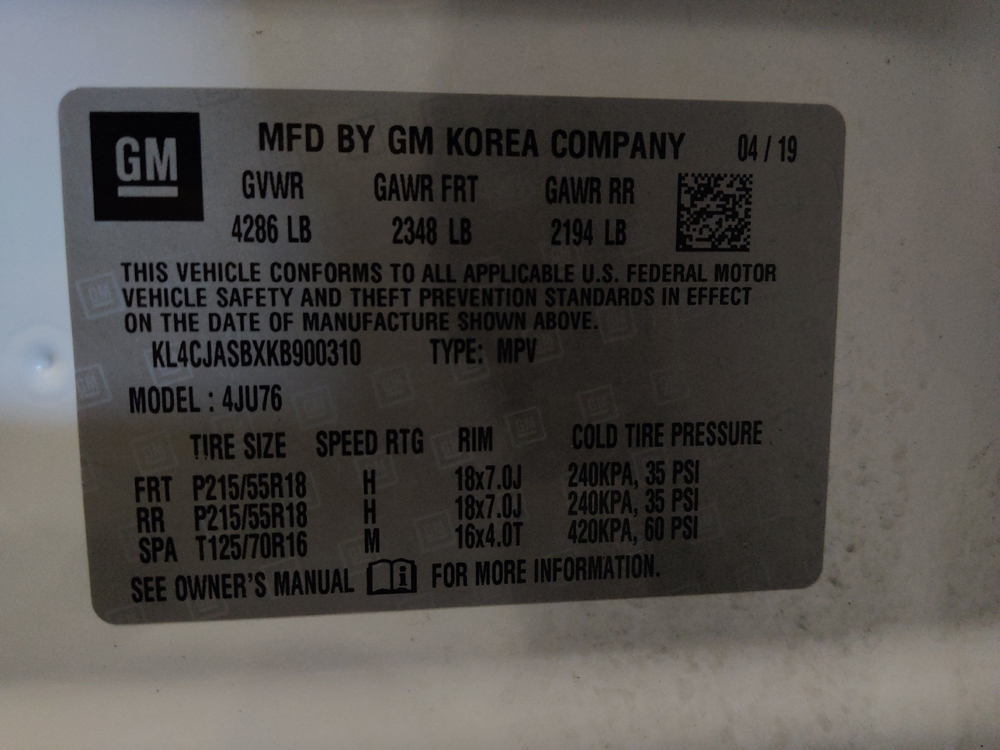 GM
MFD BY GM KOREA COMPANY 04 / 19
GVWR GAWR FRT GAWR RR
4286 LB 2348 LB 2194 LB
THIS VEHICLE CONFORMS TO ALL APPLICABLE U.S. FEDERAL MOTOR
VEHICLE SAFETY AND THEFT PREVENTION STANDARDS IN EFFECT
ON THE DATE OF MANUFACTURE SHOWN ABOVE.
KL4CJASBXKB900310 TYPE: MPV
MODEL : 4JU76
TIRE SIZE SPEED RTG RIM COLD TIRE PRESSURE
FRT P215/55R18 H 18x7.0J 240KPA, 35 PSI
RR P215/55R18 H 18x7.0J 240KPA, 35 PSI
SPA T125/70R16 M 16x4.0T 420KPA, 60 PSI
SEE OWNER'S MANUAL FOR MORE INFORMATION.